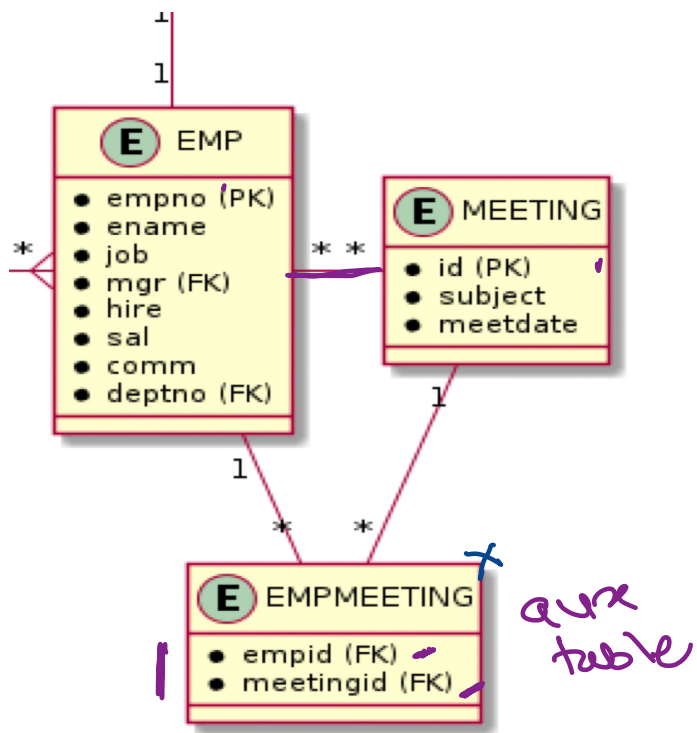 1
1
E EMP
empno (PK)
ename
job
mgr (FK)
hire
sal
comm
deptno (FK)
*
* *
E MEETING
id (PK)
subject
meetdate
1
1
*
*
E EMPMEETING
empid (FK)
meetingid (FK)
table